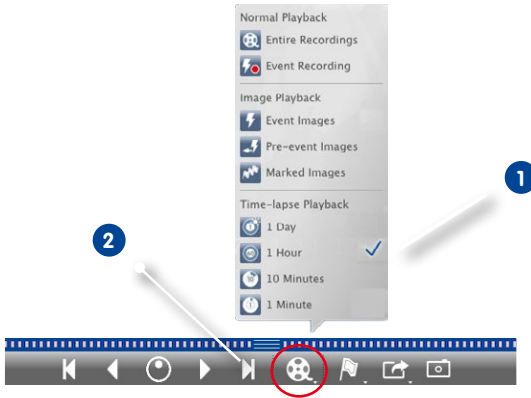 Normal Playback
Entire Recordings
Event Recording
Image Playback
Event Images
Pre-event Images
Marked Images
Time-lapse Playback
1 Day
1 Hour
10 Minutes
1 Minute
1
2